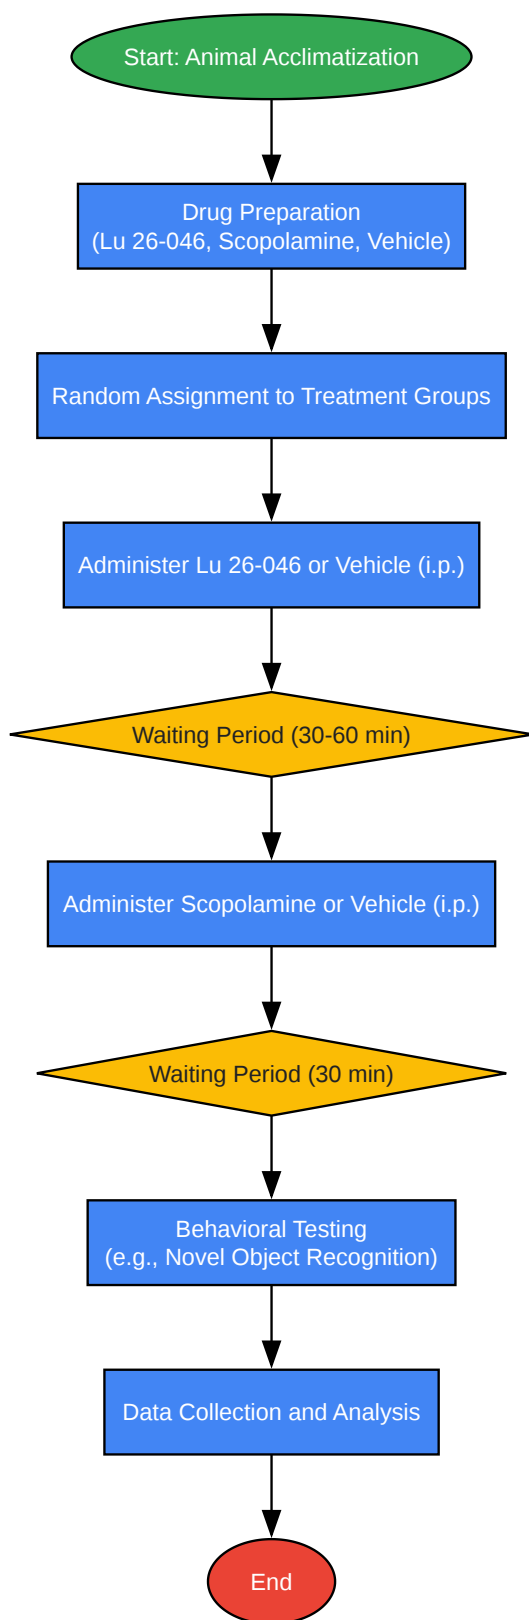 Start: Animal Acclimatization
Drug Preparation
(Lu 26-046, Scopolamine, Vehicle)
Random Assignment to Treatment Groups
Administer Lu 26-046 or Vehicle (i.p.)
Waiting Period (30-60 min)
Administer Scopolamine or Vehicle (i.p.)
Waiting Period (30 min)
Behavioral Testing
(e.g., Novel Object Recognition)
Data Collection and Analysis
End